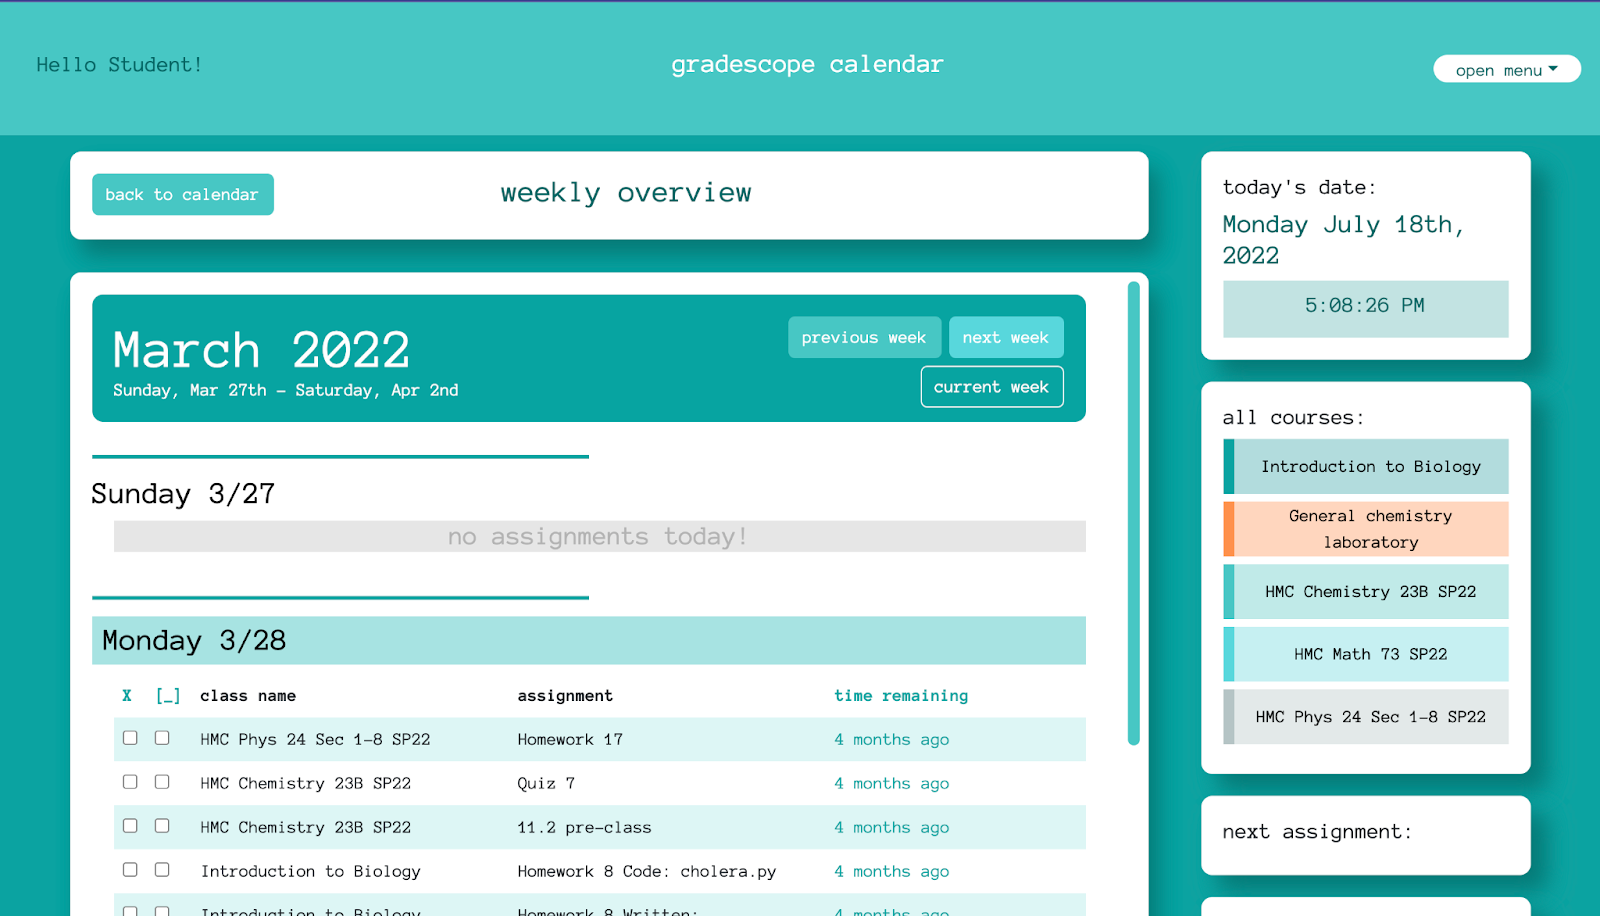 Hello Student!
gradescope calendar
open menu
back to calendar
weekly overview
March 2022
Sunday, Mar 27th – Saturday, Apr 2nd
previous week
next week
current week
Sunday 3/27
no assignments today!
Monday 3/28
X [_] class name assignment time remaining
HMC Phys 24 Sec 1-8 SP22 Homework 17 4 months ago
HMC Chemistry 23B SP22 Quiz 7 4 months ago
HMC Chemistry 23B SP22 11.2 pre-class 4 months ago
Introduction to Biology Homework 8 Code: cholera.py 4 months ago
Introduction to Biology Homework 8 Written: 4 months ago
today's date:
Monday July 18th,
2022
5:08:26 PM
all courses:
Introduction to Biology
General chemistry
laboratory
HMC Chemistry 23B SP22
HMC Math 73 SP22
HMC Phys 24 Sec 1-8 SP22
next assignment: